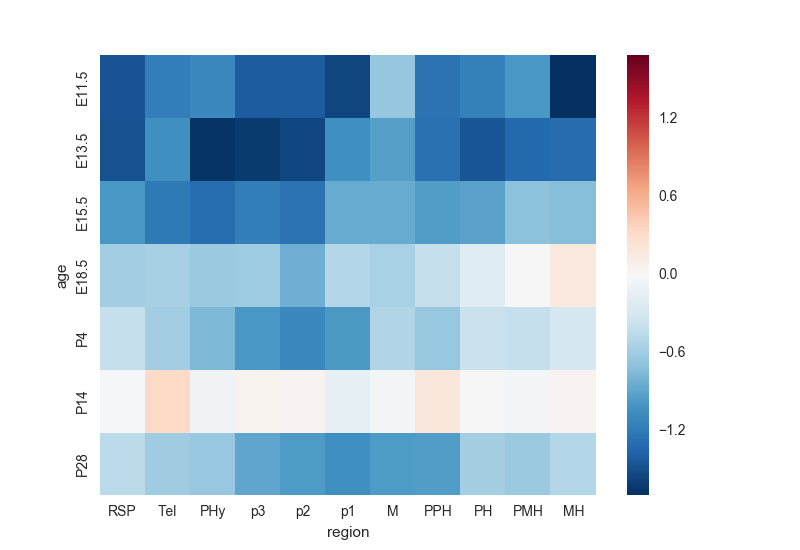 age
E11.5
E13.5
E15.5
E18.5
P4
P14
P28
RSP Tel PHy p3 p2 p1 M PPH PH PMH MH
region
1.2
0.6
0.0
−0.6
−1.2